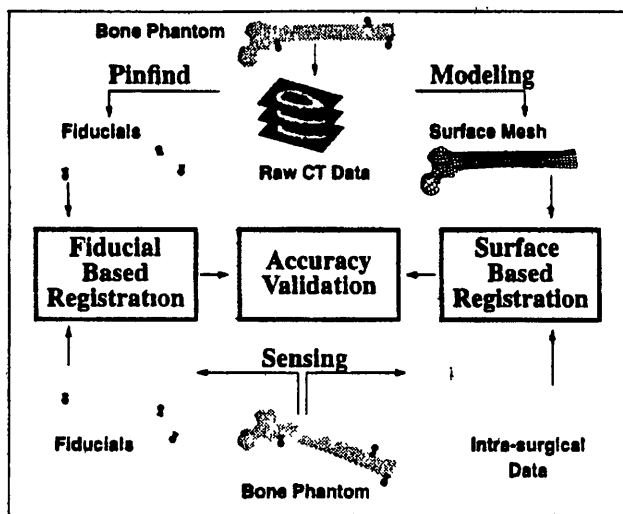 Bone Phantom
Pinfind
Modeling
Fiducials
Raw CT Data
Surface Mesh
Fiducial
Based
Registration
Accuracy
Validation
Surface
Based
Registration
Sensing
Fiducials
Bone Phantom
Intra-surgical
Data